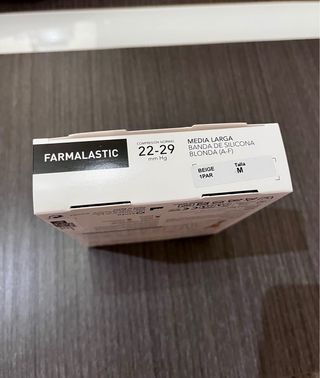 FARMALASTIC
COMPRESIÓN NORMAL
22-29
mm Hg
MEDIA LARGA
BANDA DE SILICONA
BLONDA (A-F)
BEIGE
1PAR
Talla
M